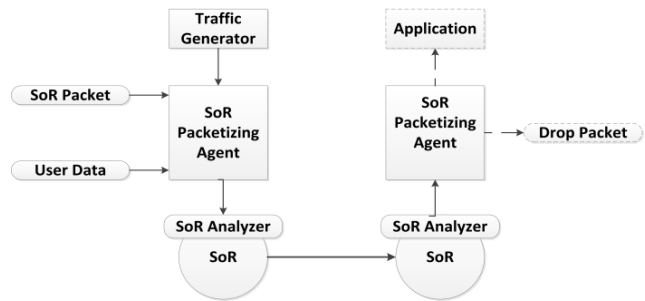 Traffic
Generator
Application
SoR Packet
SoR
Packetizing
Agent
User Data
SoR
Packetizing
Agent
Drop Packet
SoR Analyzer
SoR
SoR Analyzer
SoR